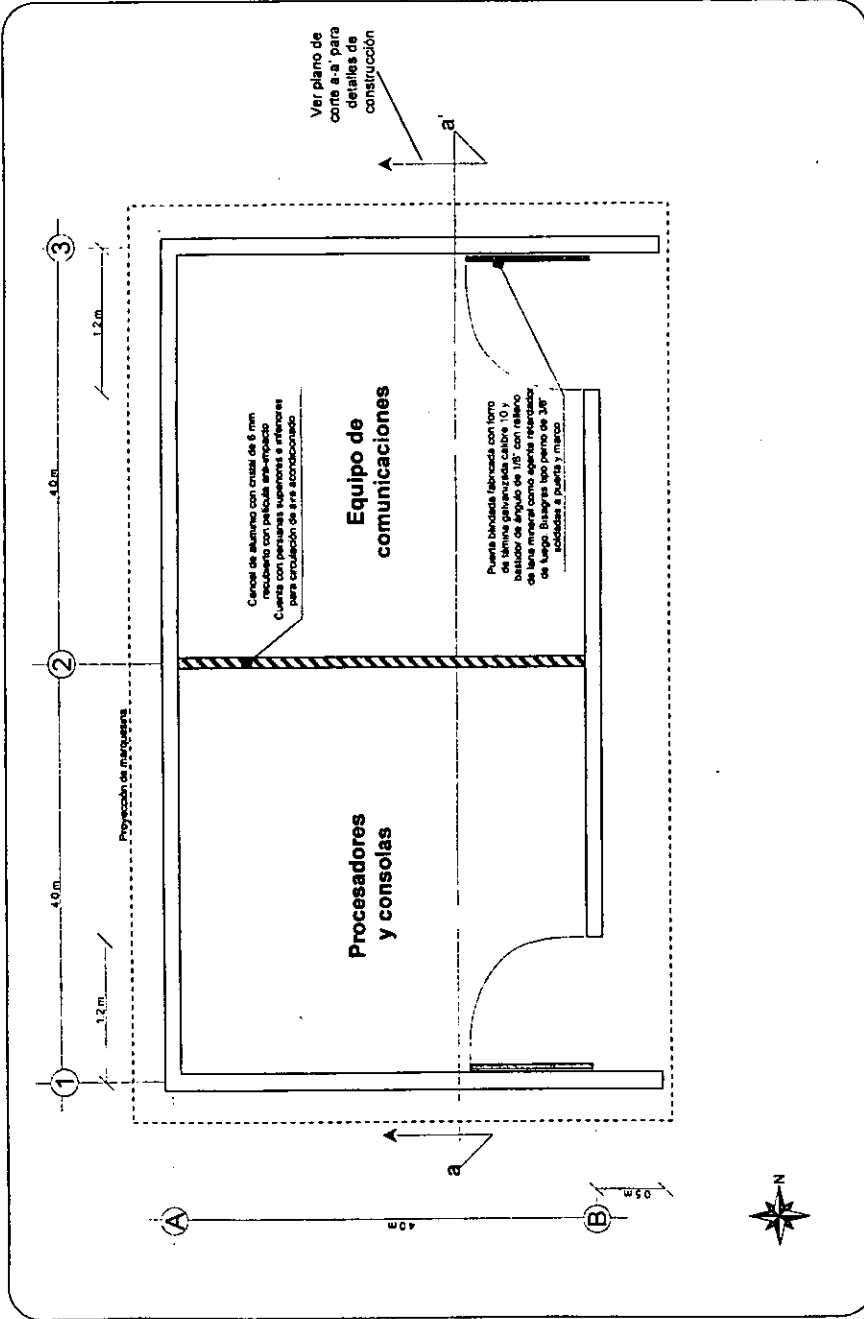 1
2
3
4.0 m
4.0 m
1.2 m
1.2 m
Proyección de marquesina
Ver plano de
corte a-a' para
detalles de
construcción
A
4.0 m
B
0.5 m
Cancel de aluminio con cristal de 6 mm
recubierto con película anti-impacto
Cuenta con persianas superiores e inferiores
para circulación de aire acondicionado
Procesadores
y consolas
Equipo de
comunicaciones
Puerta blindada fabricada con forro
de lámina galvanizada calibre 10 y
bastidor de ángulo de 1/8" con relleno
de lana mineral como agente retardador
de fuego. Bisagras tipo perno de 3/8"
soldadas a puerta y marco
a
a'
N